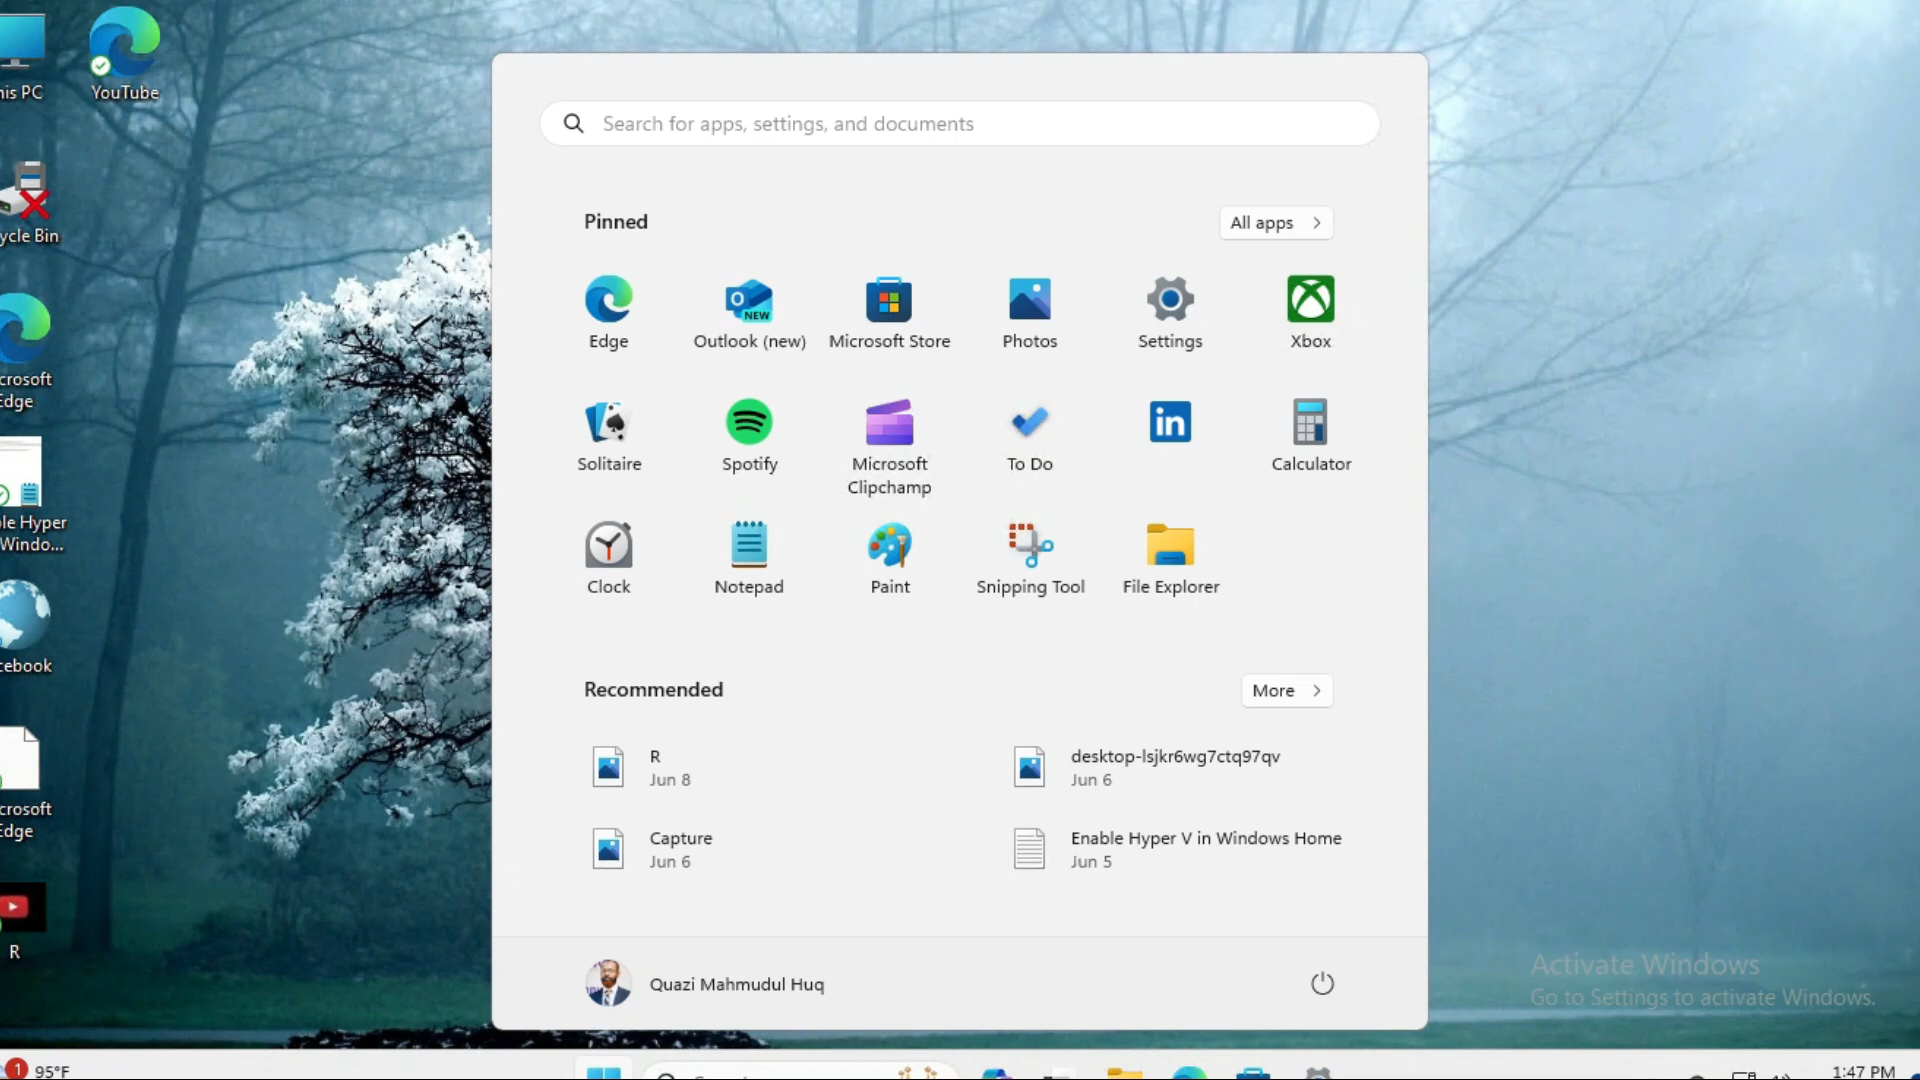 his PC
YouTube
ycle Bin
crosoft
Edge
le Hyper
Windo...
cebook
crosoft
Edge
R
Search for apps, settings, and documents
Pinned
All apps
Edge
Outlook (new)
NEW
Microsoft Store
Photos
Settings
Xbox
Solitaire
Spotify
Microsoft
Clipchamp
To Do
in
Calculator
Clock
Notepad
Paint
Snipping Tool
File Explorer
Recommended
More
R
Jun 8
desktop-lsjkr6wg7ctq97qv
Jun 6
Capture
Jun 6
Enable Hyper V in Windows Home
Jun 5
Quazi Mahmudul Huq
Activate Windows
Go to Settings to activate Windows.
1
95°F
1:47 PM